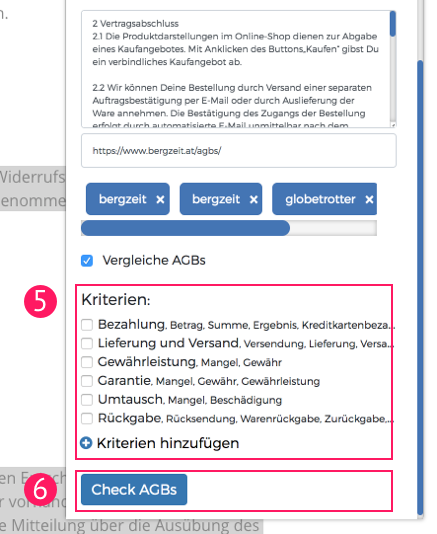 n.
2 Vertragsabschluss
2.1 Die Produktdarstellungen im Online-Shop dienen zur Abgabe
eines Kaufangebotes. Mit Anklicken des Buttons„Kaufen“ gibst Du
ein verbindliches Kaufangebot ab.
2.2 Wir können Deine Bestellung durch Versand einer separaten
Auftragsbestätigung per E-Mail oder durch Auslieferung der
Ware annehmen. Die Bestätigung des Zugangs der Bestellung
erfolgt durch automatisierte E-Mail unmittelbar nach dem
https://www.bergzeit.at/agbs/
Widerrufs
enomme
bergzeit × bergzeit × globetrotter ×
Vergleiche AGBs
5
Kriterien:
Bezahlung, Betrag, Summe, Ergebnis, Kreditkartenbeza...
Lieferung und Versand, Versendung, Lieferung, Versa...
Gewährleistung, Mangel, Gewähr
Garantie, Mangel, Gewähr, Gewährleistung
Umtausch, Mangel, Beschädigung
Rückgabe, Rücksendung, Warenrückgabe, Zurückgabe,...
Kriterien hinzufügen
6
Check AGBs
e Mitteilung über die Ausübung des